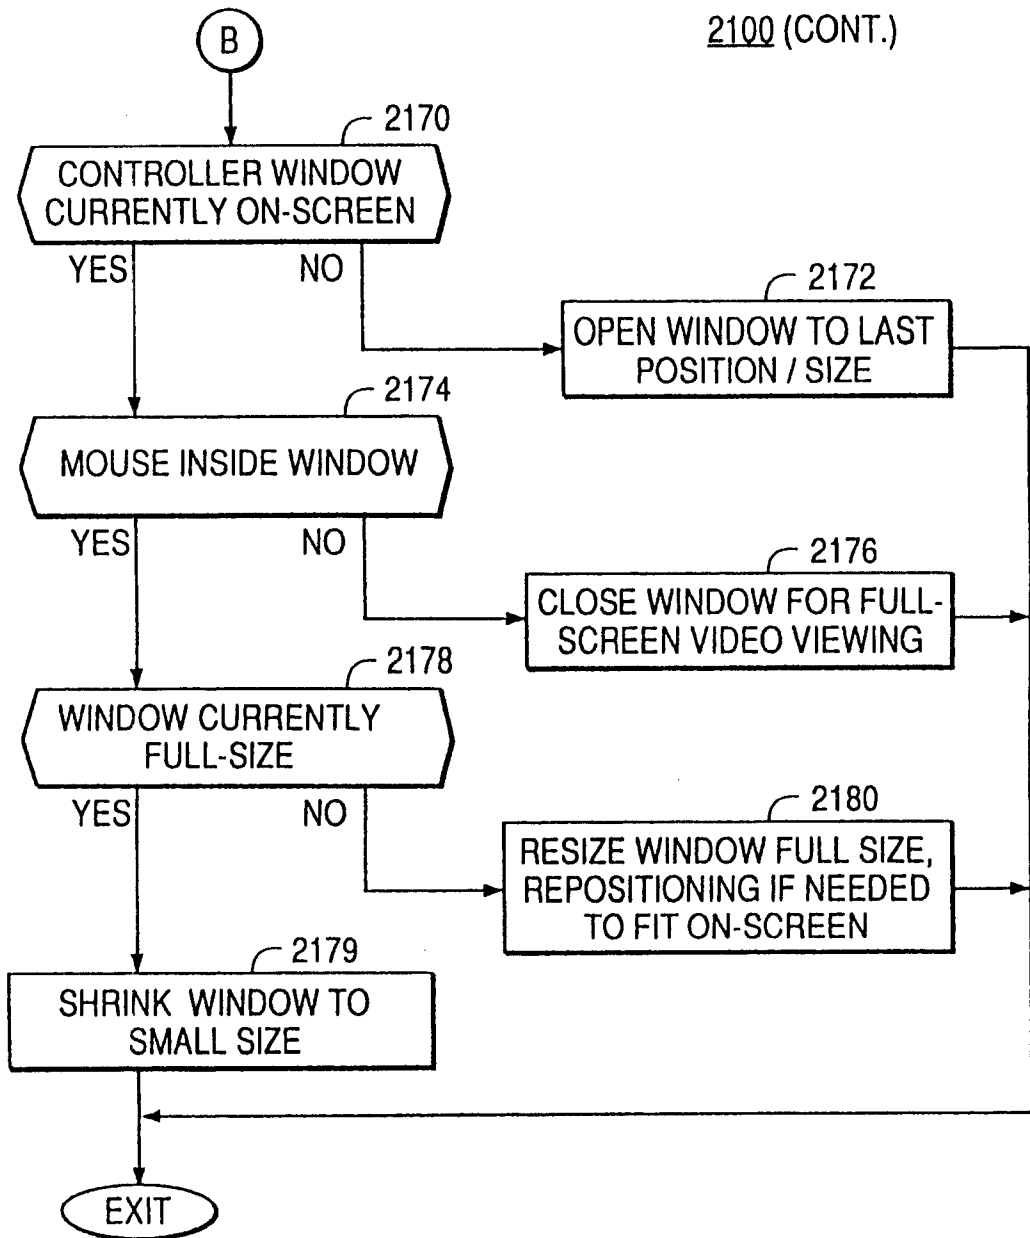 2100 (CONT.)
B
2170
CONTROLLER WINDOW
CURRENTLY ON-SCREEN
YES
NO
2172
OPEN WINDOW TO LAST
POSITION / SIZE
2174
MOUSE INSIDE WINDOW
YES
NO
2176
CLOSE WINDOW FOR FULL-
SCREEN VIDEO VIEWING
2178
WINDOW CURRENTLY
FULL-SIZE
YES
NO
2180
RESIZE WINDOW FULL SIZE,
REPOSITIONING IF NEEDED
TO FIT ON-SCREEN
2179
SHRINK WINDOW TO
SMALL SIZE
EXIT